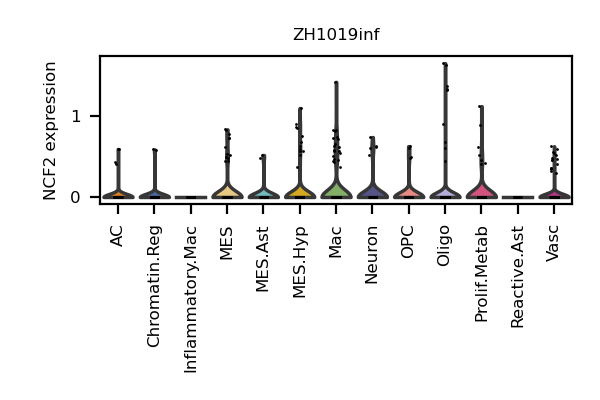 ZH1019inf
NCF2 expression
1
0
AC
Chromatin.Reg
Inflammatory.Mac
MES
MES.Ast
MES.Hyp
Mac
Neuron
OPC
Oligo
Prolif.Metab
Reactive.Ast
Vasc